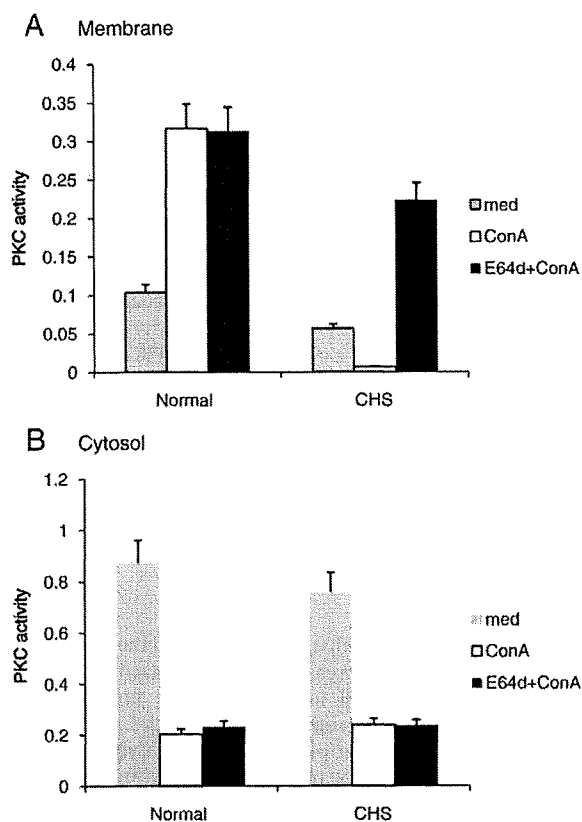 A Membrane
0.4
0.35
0.3
0.25
0.2
0.15
0.1
0.05
0
PKC activity
Normal
CHS
med
ConA
E64d+ConA
B Cytosol
1.2
1
0.8
0.6
0.4
0.2
0
PKC activity
Normal
CHS
med
ConA
E64d+ConA